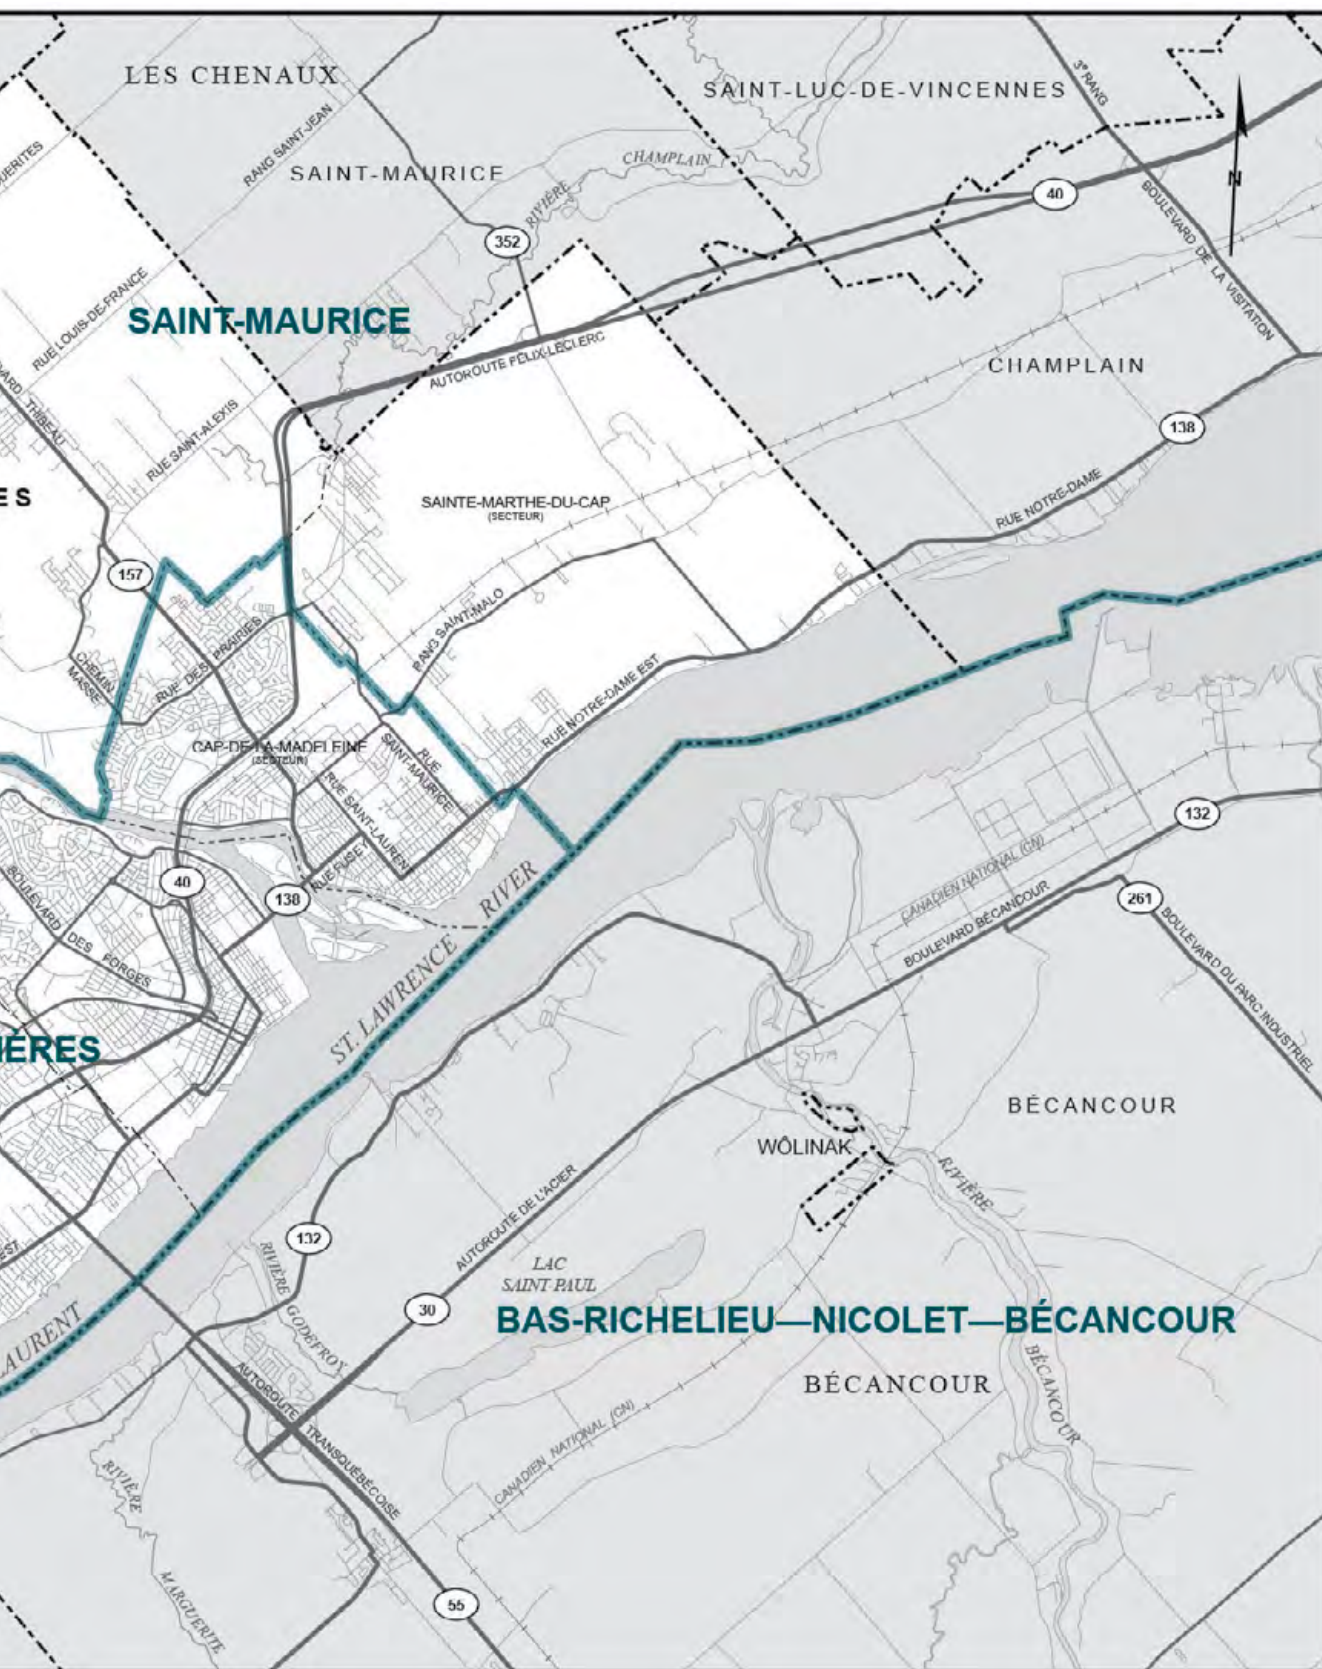 LES CHENAUX
SAINT-LUC-DE-VINCENNES
3e RANG
RANG SAINT-JEAN
SAINT-MAURICE
CHAMPLAIN
RIVIÈRE
352
40
N
BOULEVARD DE LA VISITATION
RUE LOUIS-DE-FRANCE
SAINT-MAURICE
AUTOROUTE FÉLIX-LECLERC
CHAMPLAIN
138
THIBEAU
RUE SAINT-ALEXIS
ES
SAINTE-MARTHE-DU-CAP
(SECTEUR)
RUE NOTRE-DAME
157
RANG SAINT-MALO
RUE DES PRAIRIES
CHEMIN
MASSÉ
RUE NOTRE-DAME EST
CAP-DE-LA-MADELEINE
(SECTEUR)
RUE
SAINT-MAURICE
RUE SAINT-LAURENT
RUE FUSEY
132
40
138
261
CANADIEN NATIONAL (CN)
BOULEVARD BÉCANCOUR
BOULEVARD DES FORGES
ST. LAWRENCE RIVER
BOULEVARD DU PARC INDUSTRIEL
IÈRES
BÉCANCOUR
WÔLINAK
RIVIÈRE
AUTOROUTE DE L'ACIER
EST
132
RIVIÈRE GODEFROY
LAC
SAINT PAUL
30
BAS-RICHELIEU—NICOLET—BÉCANCOUR
LAURENT
BÉCANCOUR
BÉCANCOUR
AUTOROUTE TRANSQUÉBÉCOISE
CANADIEN NATIONAL (CN)
RIVIÈRE
MARGUERITE
55